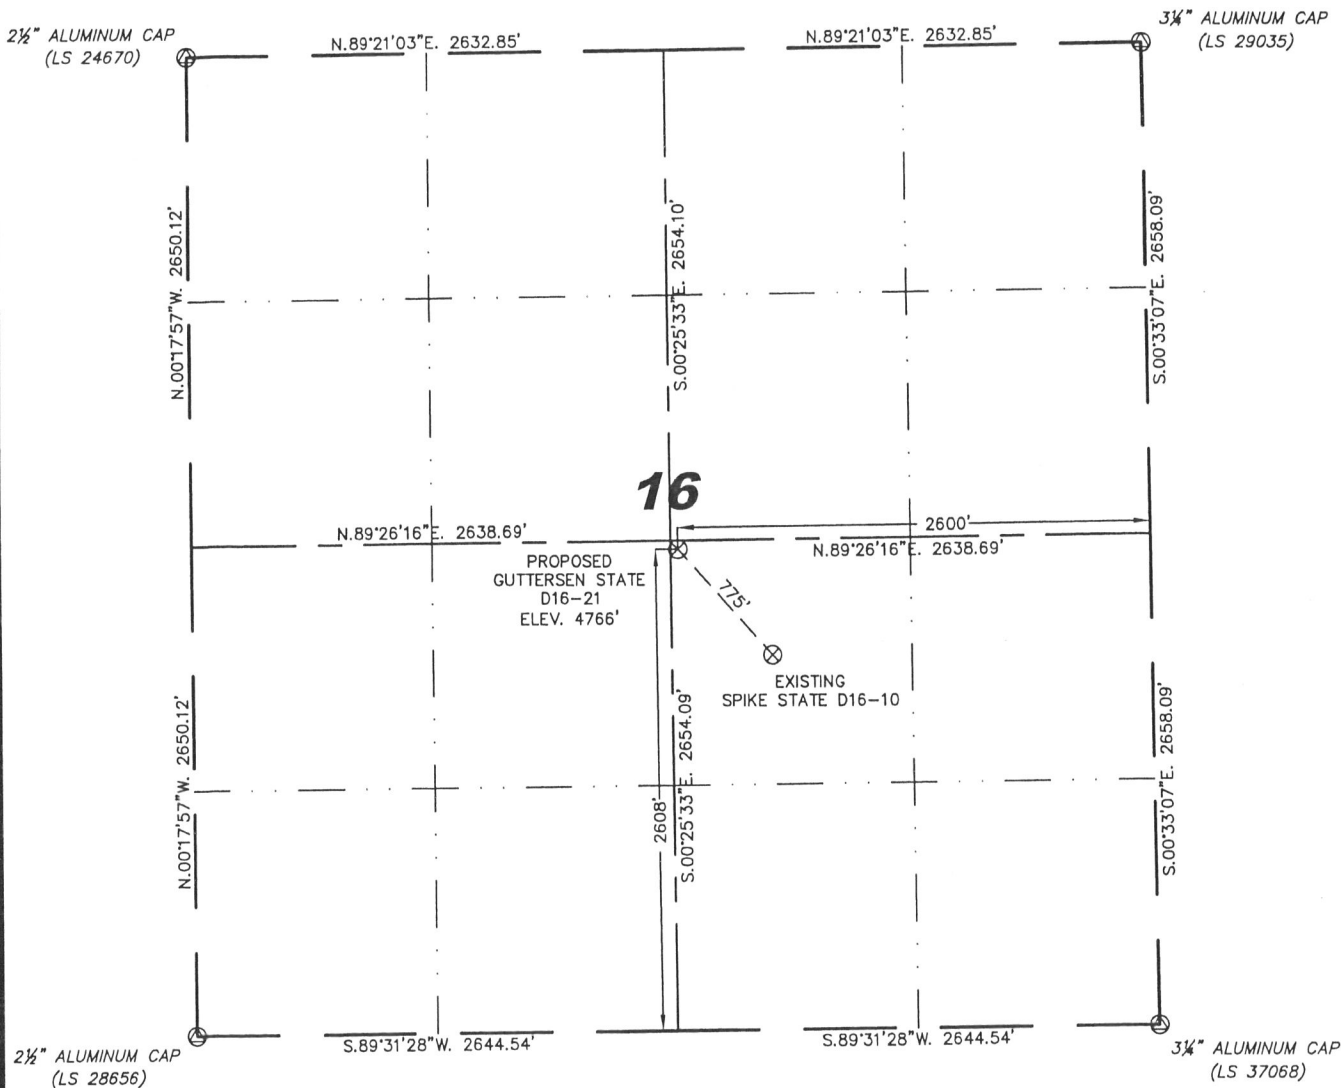 2½" ALUMINUM CAP
(LS 24670)
N.89°21'03"E. 2632.85'
N.89°21'03"E. 2632.85'
3¼" ALUMINUM CAP
(LS 29035)
N.00°17'57"W. 2650.12'
S.00°25'33"E. 2654.10'
S.00°33'07"E. 2658.09'
16
N.89°26'16"E. 2638.69'
2600'
N.89°26'16"E. 2638.69'
PROPOSED
GUTTERSEN STATE
D16-21
ELEV. 4766'
775'
EXISTING
SPIKE STATE D16-10
N.00°17'57"W. 2650.12'
2608'
S.00°25'33"E. 2654.09'
S.00°33'07"E. 2658.09'
S.89°31'28"W. 2644.54'
S.89°31'28"W. 2644.54'
2½" ALUMINUM CAP
(LS 28656)
3¼" ALUMINUM CAP
(LS 37068)